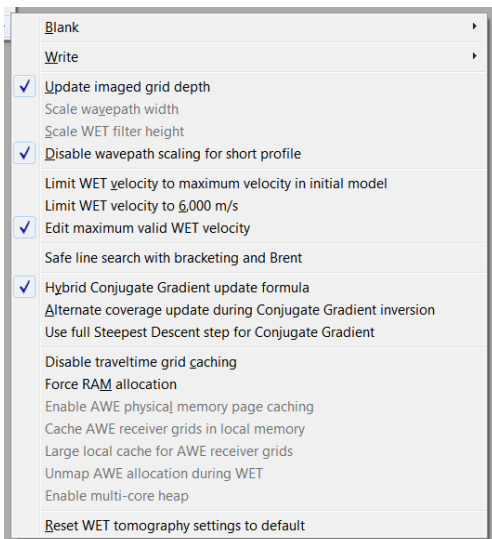 Blank
Write
Update imaged grid depth
Scale wavepath width
Scale WET filter height
Disable wavepath scaling for short profile
Limit WET velocity to maximum velocity in initial model
Limit WET velocity to 6,000 m/s
Edit maximum valid WET velocity
Safe line search with bracketing and Brent
Hybrid Conjugate Gradient update formula
Alternate coverage update during Conjugate Gradient inversion
Use full Steepest Descent step for Conjugate Gradient
Disable traveltime grid caching
Force RAM allocation
Enable AWE physical memory page caching
Cache AWE receiver grids in local memory
Large local cache for AWE receiver grids
Unmap AWE allocation during WET
Enable multi-core heap
Reset WET tomography settings to default